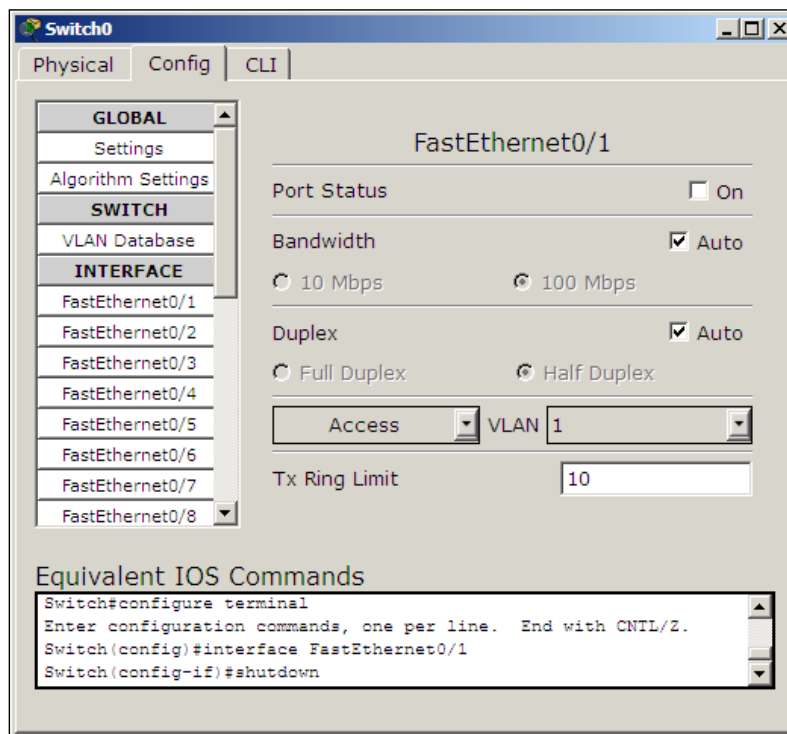 Switch0
Physical Config CLI
GLOBAL
Settings
Algorithm Settings
SWITCH
VLAN Database
INTERFACE
FastEthernet0/1
FastEthernet0/2
FastEthernet0/3
FastEthernet0/4
FastEthernet0/5
FastEthernet0/6
FastEthernet0/7
FastEthernet0/8
FastEthernet0/1
Port Status On
Bandwidth Auto
10 Mbps 100 Mbps
Duplex Auto
Full Duplex Half Duplex
Access VLAN 1
Tx Ring Limit 10
Equivalent IOS Commands
Switch#configure terminal
Enter configuration commands, one per line. End with CNTL/Z.
Switch(config)#interface FastEthernet0/1
Switch(config-if)#shutdown